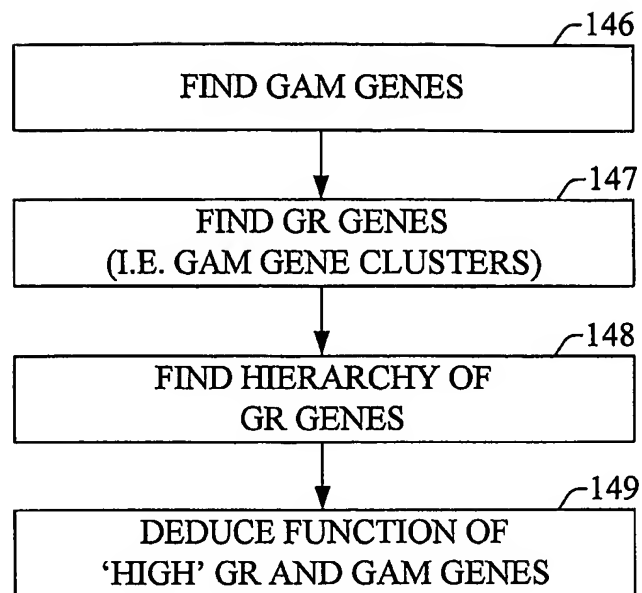 146
FIND GAM GENES
147
FIND GR GENES
(I.E. GAM GENE CLUSTERS)
148
FIND HIERARCHY OF
GR GENES
149
DEDUCE FUNCTION OF
‘HIGH’ GR AND GAM GENES